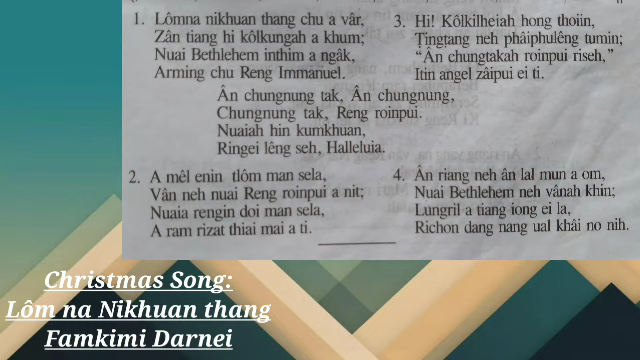 1. Lômna nikhuan thang chu a vâr,
Zân tiang hi kôlkungah a khum;
Nuai Bethlehem inthim a ngâk,
Arming chu Reng Immanuel.
Ân chungnung tak, Ân chungnung,
Chungnung tak, Reng roinpui.
Nuaiah hin kumkhuan,
Ringei lêng seh, Halleluia.
2. A mêl enin tlôm man sela,
Vân neh nuai Reng roinpui a nit;
Nuaia rengin doi man sela,
A ram rizat thiai mai a ti.
3. Hi! Kôlkilheiah hong thoiin,
Ṭingtang neh phâiphulêng tumin;
"Ân chungtakah roinpui riseh,"
Itin angel zâipui ei ti.
4. Ân riang neh ân lal mun a om,
Nuai Bethlehem neh vânah khin;
Lungril a tiang iong ei la,
Richon dang nang ual khâi no nih.
Christmas Song:
Lôm na Nikhuan thang
Famkimi Darnei